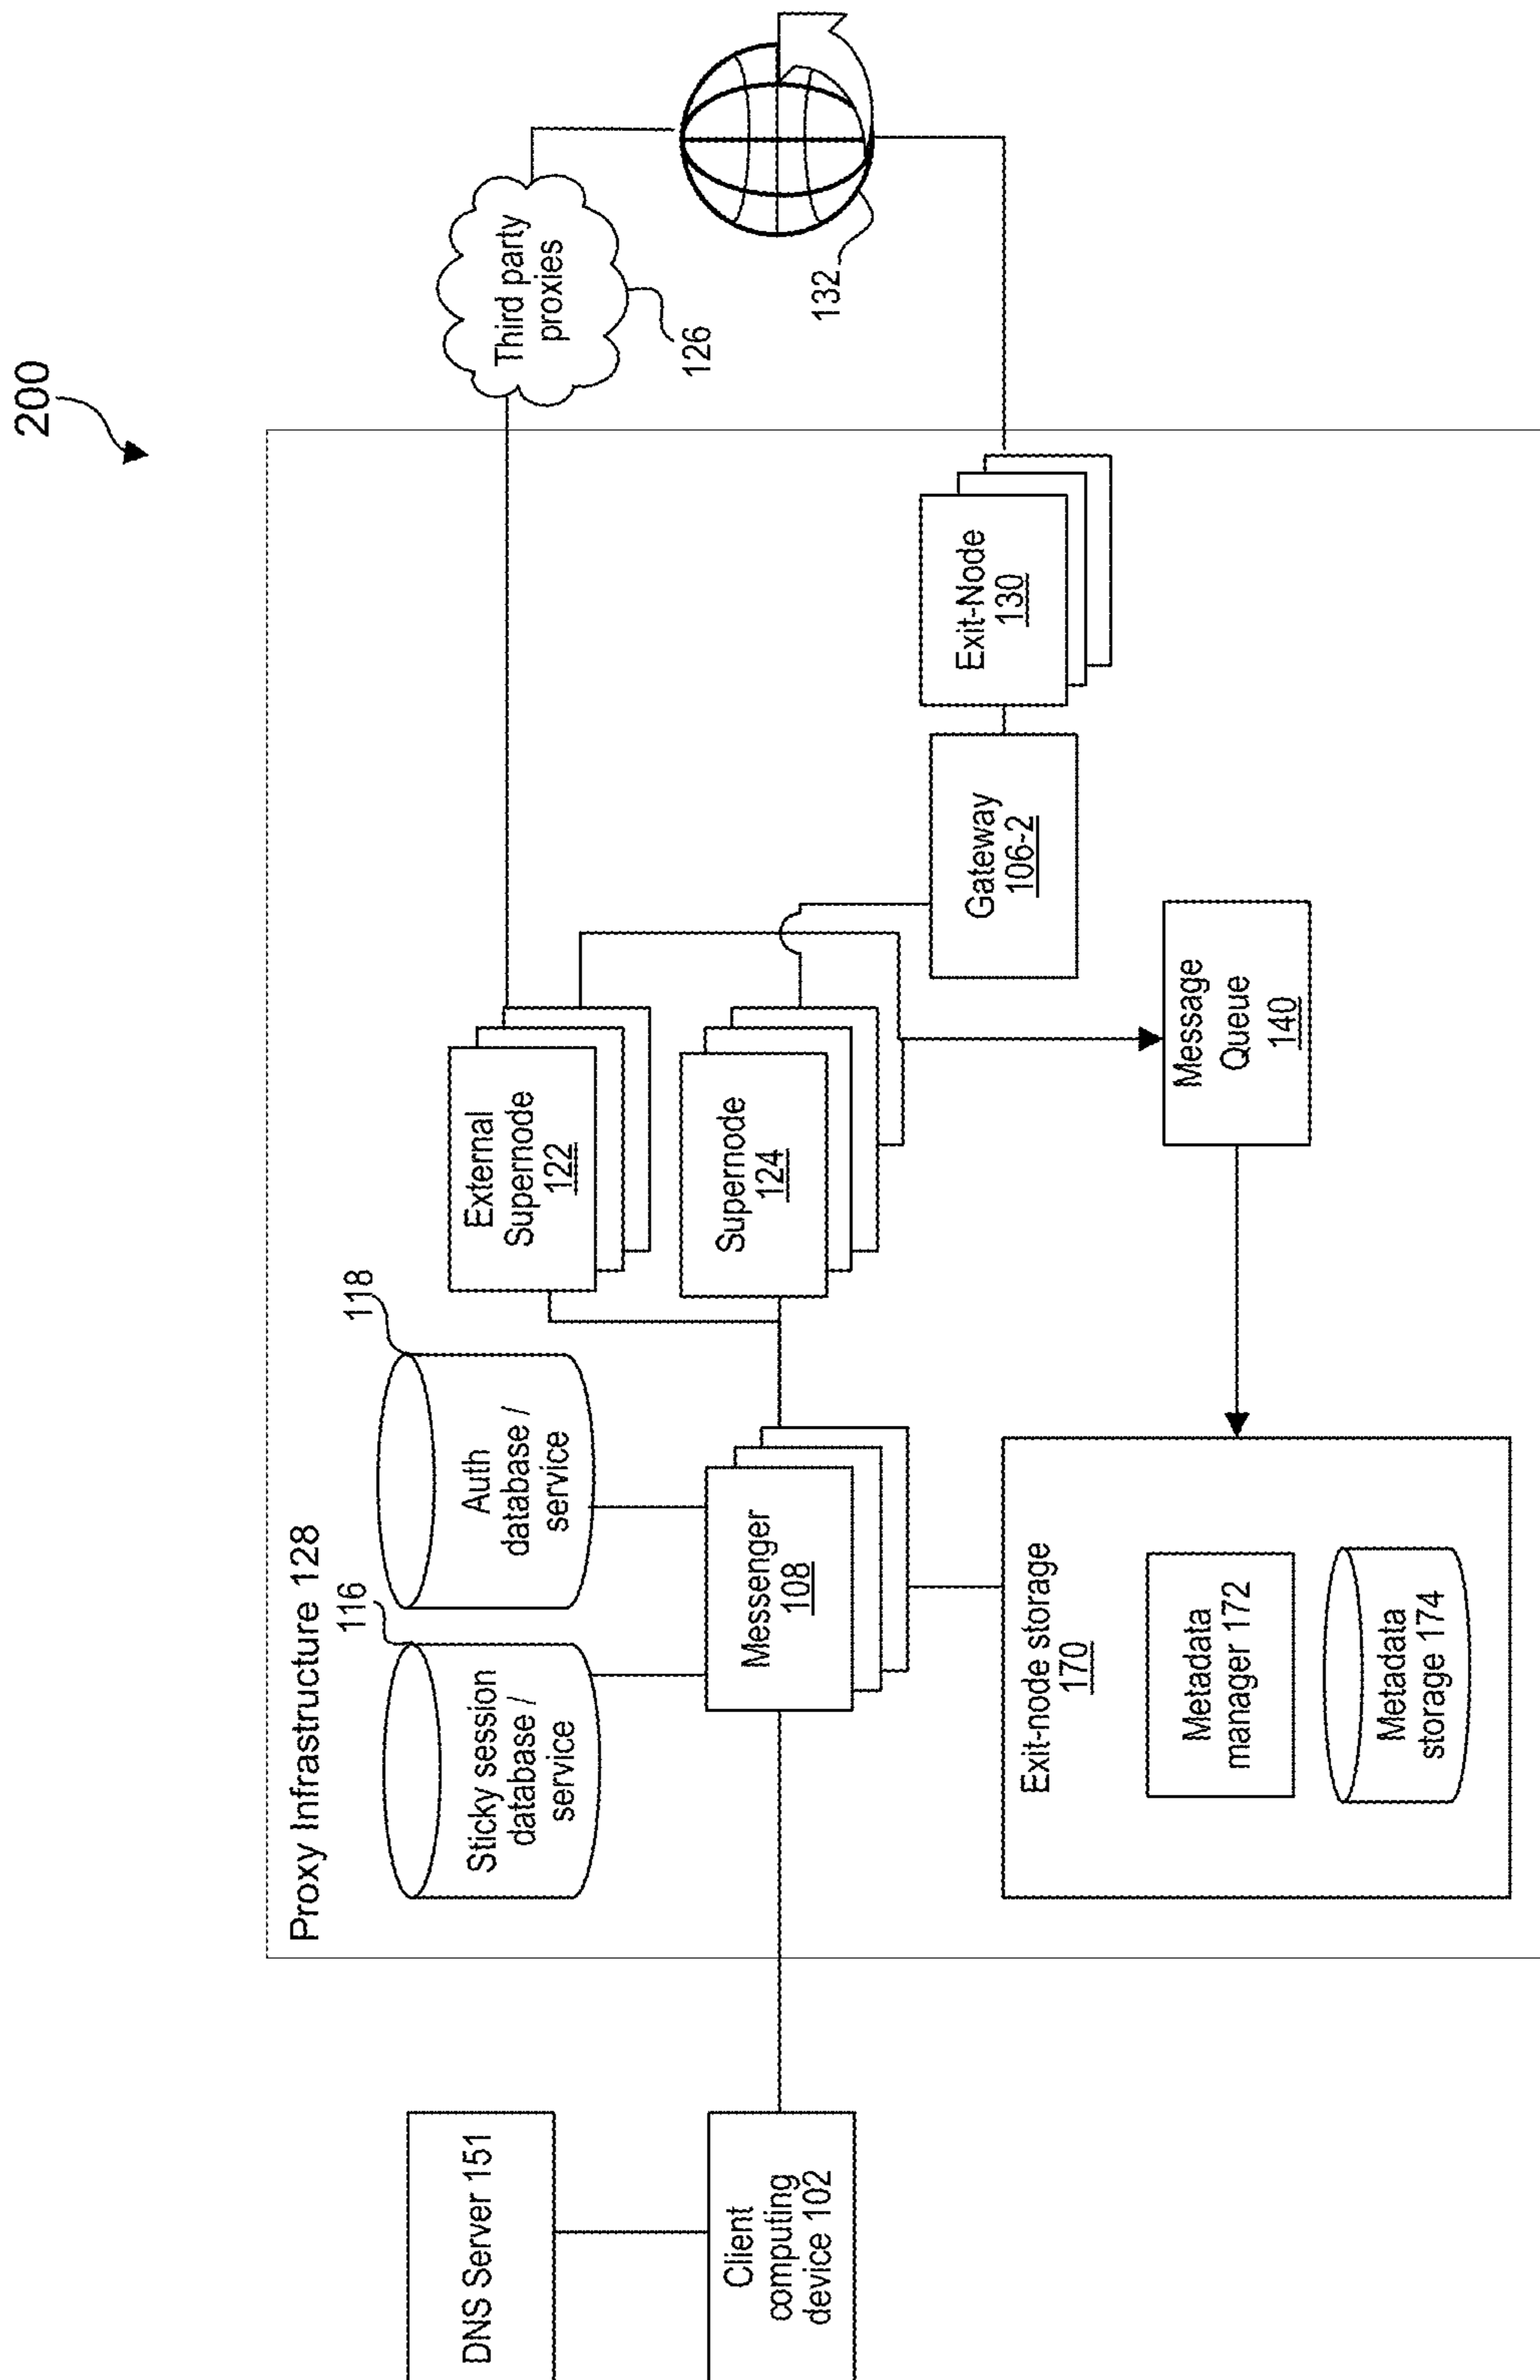 200
Proxy Infrastructure 128
DNS Server 151
Client
computing
device 102
116
Sticky session
database /
service
118
Auth
database /
service
Messenger
108
External
Supernode
122
Supernode
124
Third party
proxies
126
132
Exit-Node
130
Gateway
106-2
Message
Queue
140
Exit-node storage
170
Metadata
manager 172
Metadata
storage 174